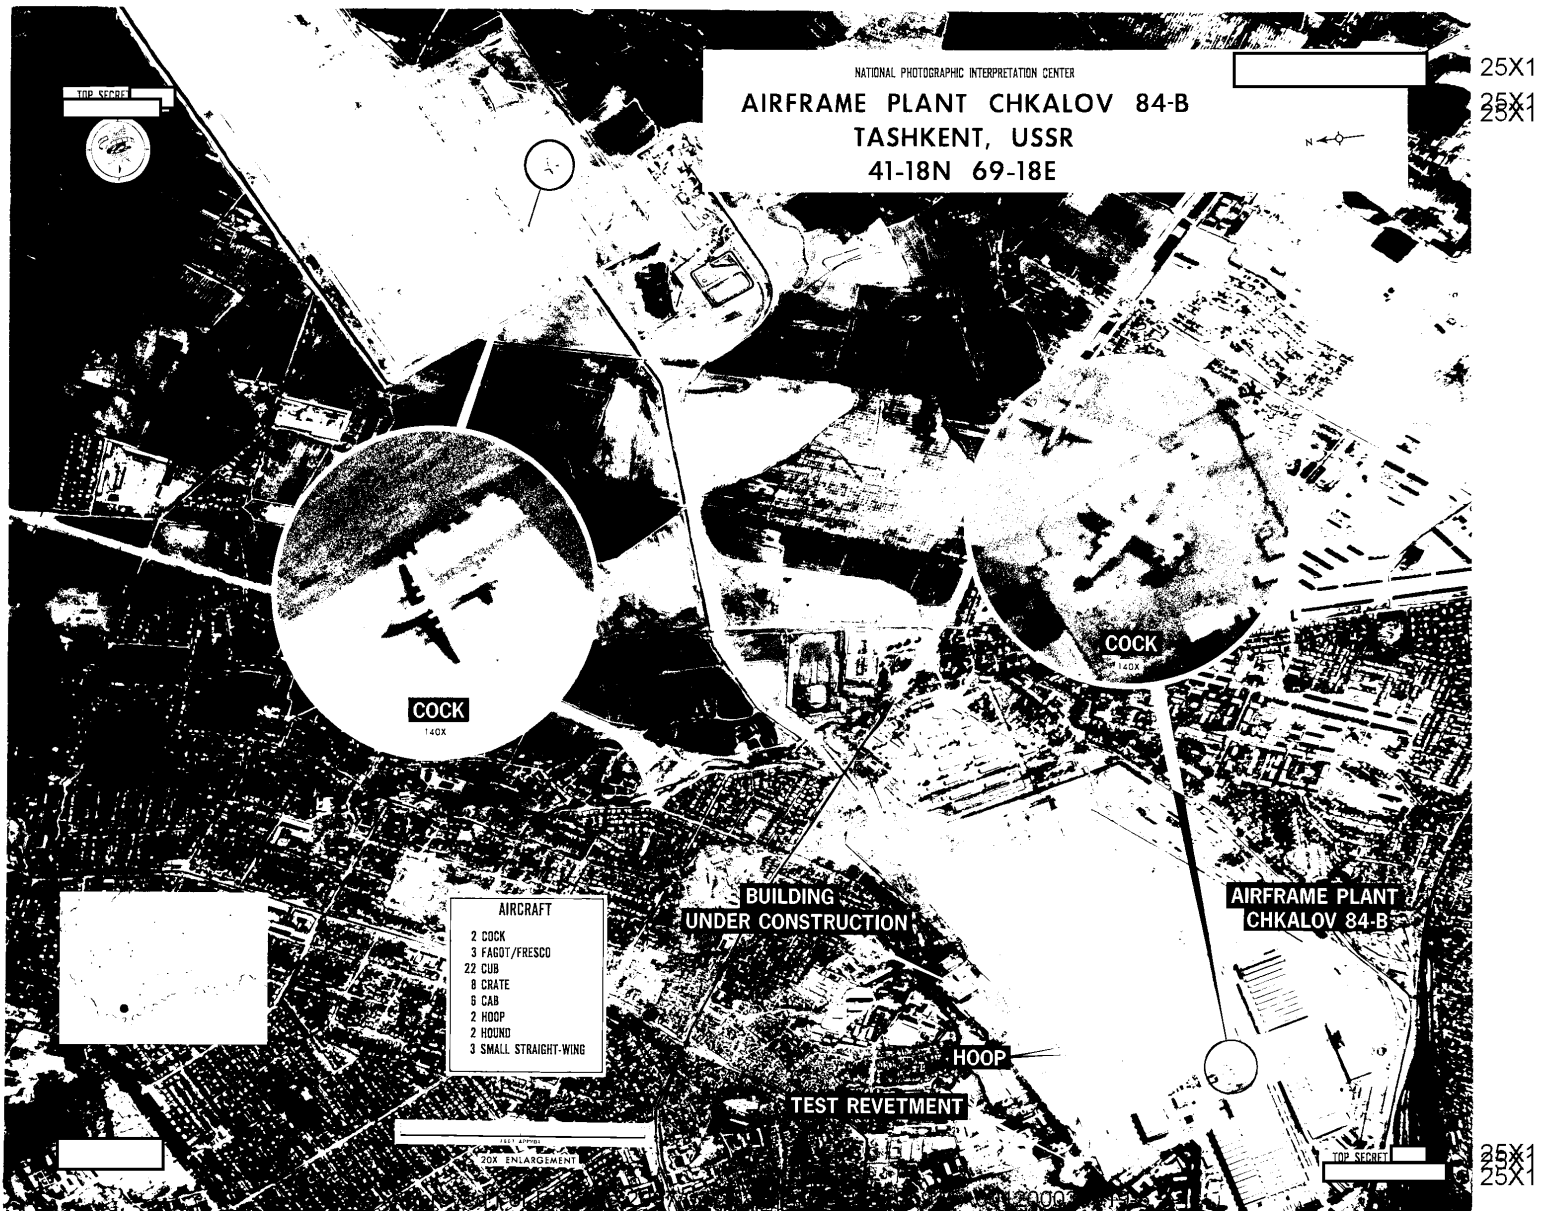 25X1
25X1
25X1
TOP SECRET
NATIONAL PHOTOGRAPHIC INTERPRETATION CENTER
AIRFRAME PLANT CHKALOV 84-B
TASHKENT, USSR
41-18N 69-18E
N
COCK
140X
COCK
140X
BUILDING
UNDER CONSTRUCTION
AIRFRAME PLANT
CHKALOV 84-B
AIRCRAFT
2 COCK
3 FAGOT/FRESCO
22 CUB
8 CRATE
6 CAB
2 HOOP
2 HOUND
3 SMALL STRAIGHT-WING
HOOP
TEST REVETMENT
20X ENLARGEMENT
TOP SECRET
25X1
25X1
25X1